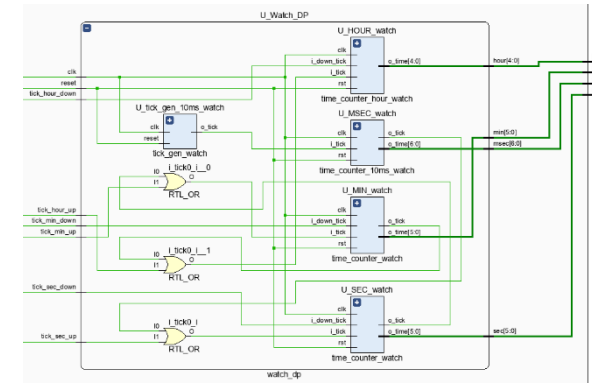 U_Watch_DP
U_HOUR_watch
clk
i_down_tick
i_tick
rst
o_time[4:0]
hour[4:0]
time_counter_hour_watch
clk
reset
tick_hour_down
U_tick_gen_10ms_watch
clk
reset
o_tick
tick_gen_watch
U_MSEC_watch
clk
i_tick
rst
o_tick
o_time[6:0]
min[5:0]
msec[6:0]
time_counter_10ms_watch
i_tick0_i__0
I0
I1
O
RTL_OR
U_MIN_watch
clk
i_down_tick
i_tick
rst
o_tick
o_time[5:0]
time_counter_watch
tick_hour_up
tick_min_down
tick_min_up
i_tick0_i__1
I0
I1
O
RTL_OR
tick_sec_down
U_SEC_watch
clk
i_down_tick
i_tick
rst
o_tick
o_time[5:0]
sec[5:0]
time_counter_watch
i_tick0_i
I0
I1
O
RTL_OR
tick_sec_up
watch_dp